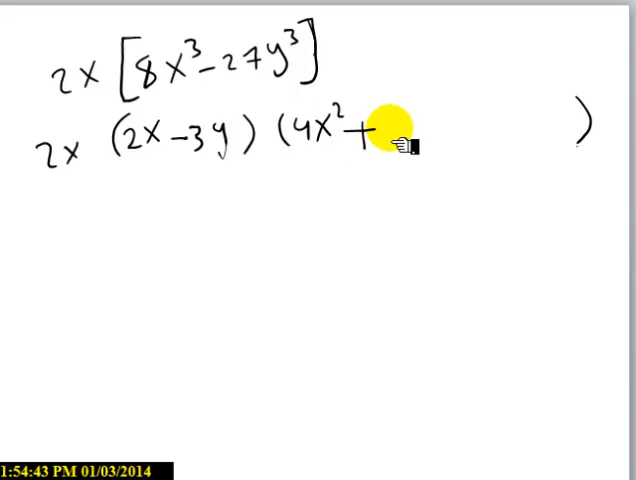 2x [8x³-27y³]
2x (2x-3y) (4x²+ )
1:54:43 PM 01/03/2014